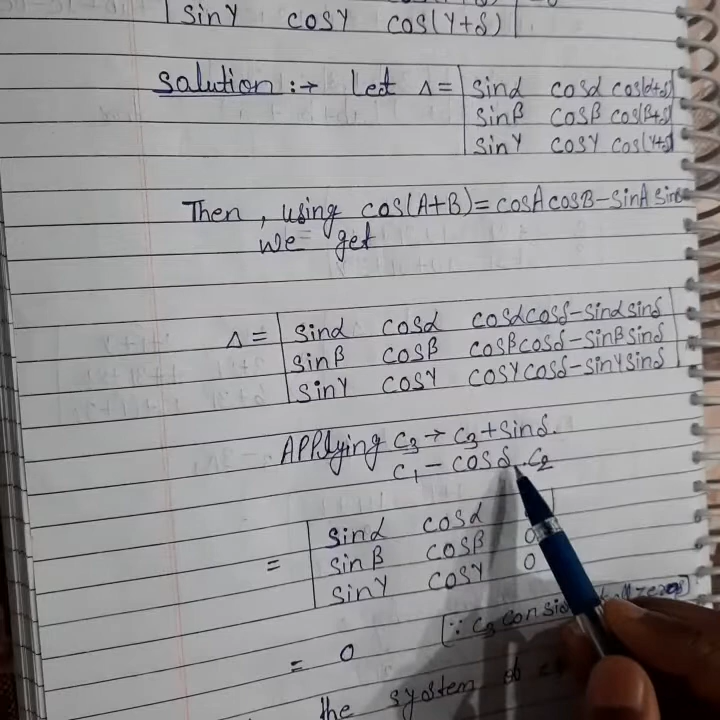 sinγ cosγ cos(γ+δ)
Solution :→ Let Δ = | sinα cosα cos(α+δ) |
| sinβ cosβ cos(β+δ) |
| sinγ cosγ cos(γ+δ) |
Then, using cos(A+B) = cosA cosB − sinA sinB
we get
Δ = | sinα cosα cosαcosδ−sinαsinδ |
| sinβ cosβ cosβcosδ−sinβsinδ |
| sinγ cosγ cosγcosδ−sinγsinδ |
Applying C3 → C3 + sinδ.
C1 − cosδ.C2
| sinα cosα
= | sinβ cosβ 0
| sinγ cosγ 0
[∵ C3 zeros]
= 0
the system of